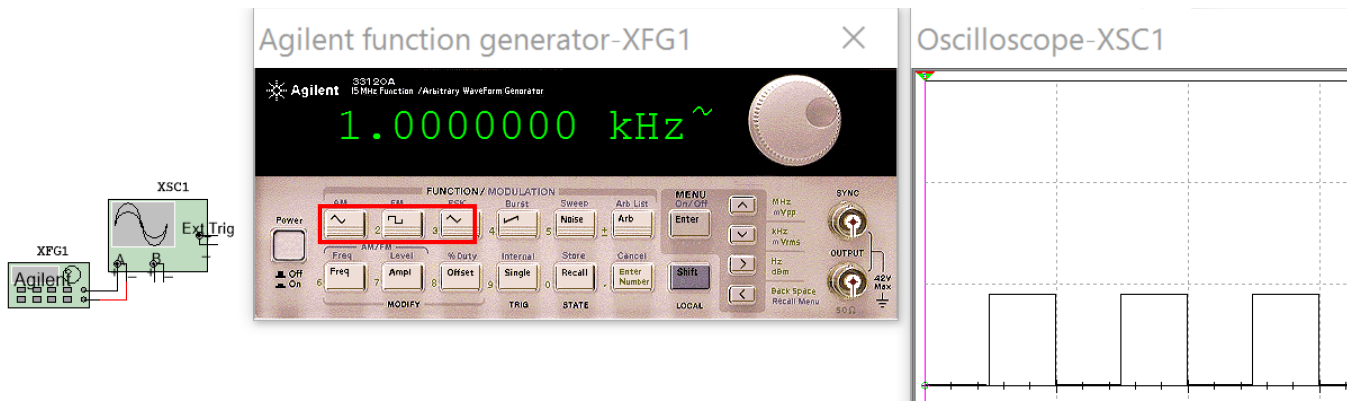 Agilent function generator-XFG1
Oscilloscope-XSC1
Agilent 33120A
15MHz Function /Arbitrary WaveForm Genorator
1.0000000 kHz~
XSC1
Ext Trig
A B
XFG1
Agilent
FUNCTION/ MODULATION
AM FM FSK Burst Sweep Arb List
MENU
On/Off
SYNC
Power
2 3 4 5 Noise ± Arb
Enter
MHz
mVpp
kHz
mVrms
AM/FM
Freq Level % Duty Internal Store Cancel
OUTPUT
Off
On
6 Freq 7 Ampl 8 Offset 9 Single 0 Recall . Enter Number
Shift
Hz
dBm
42V
Max
Back Space
Recall Menu
MODIFY TRIG STATE LOCAL
50Ω